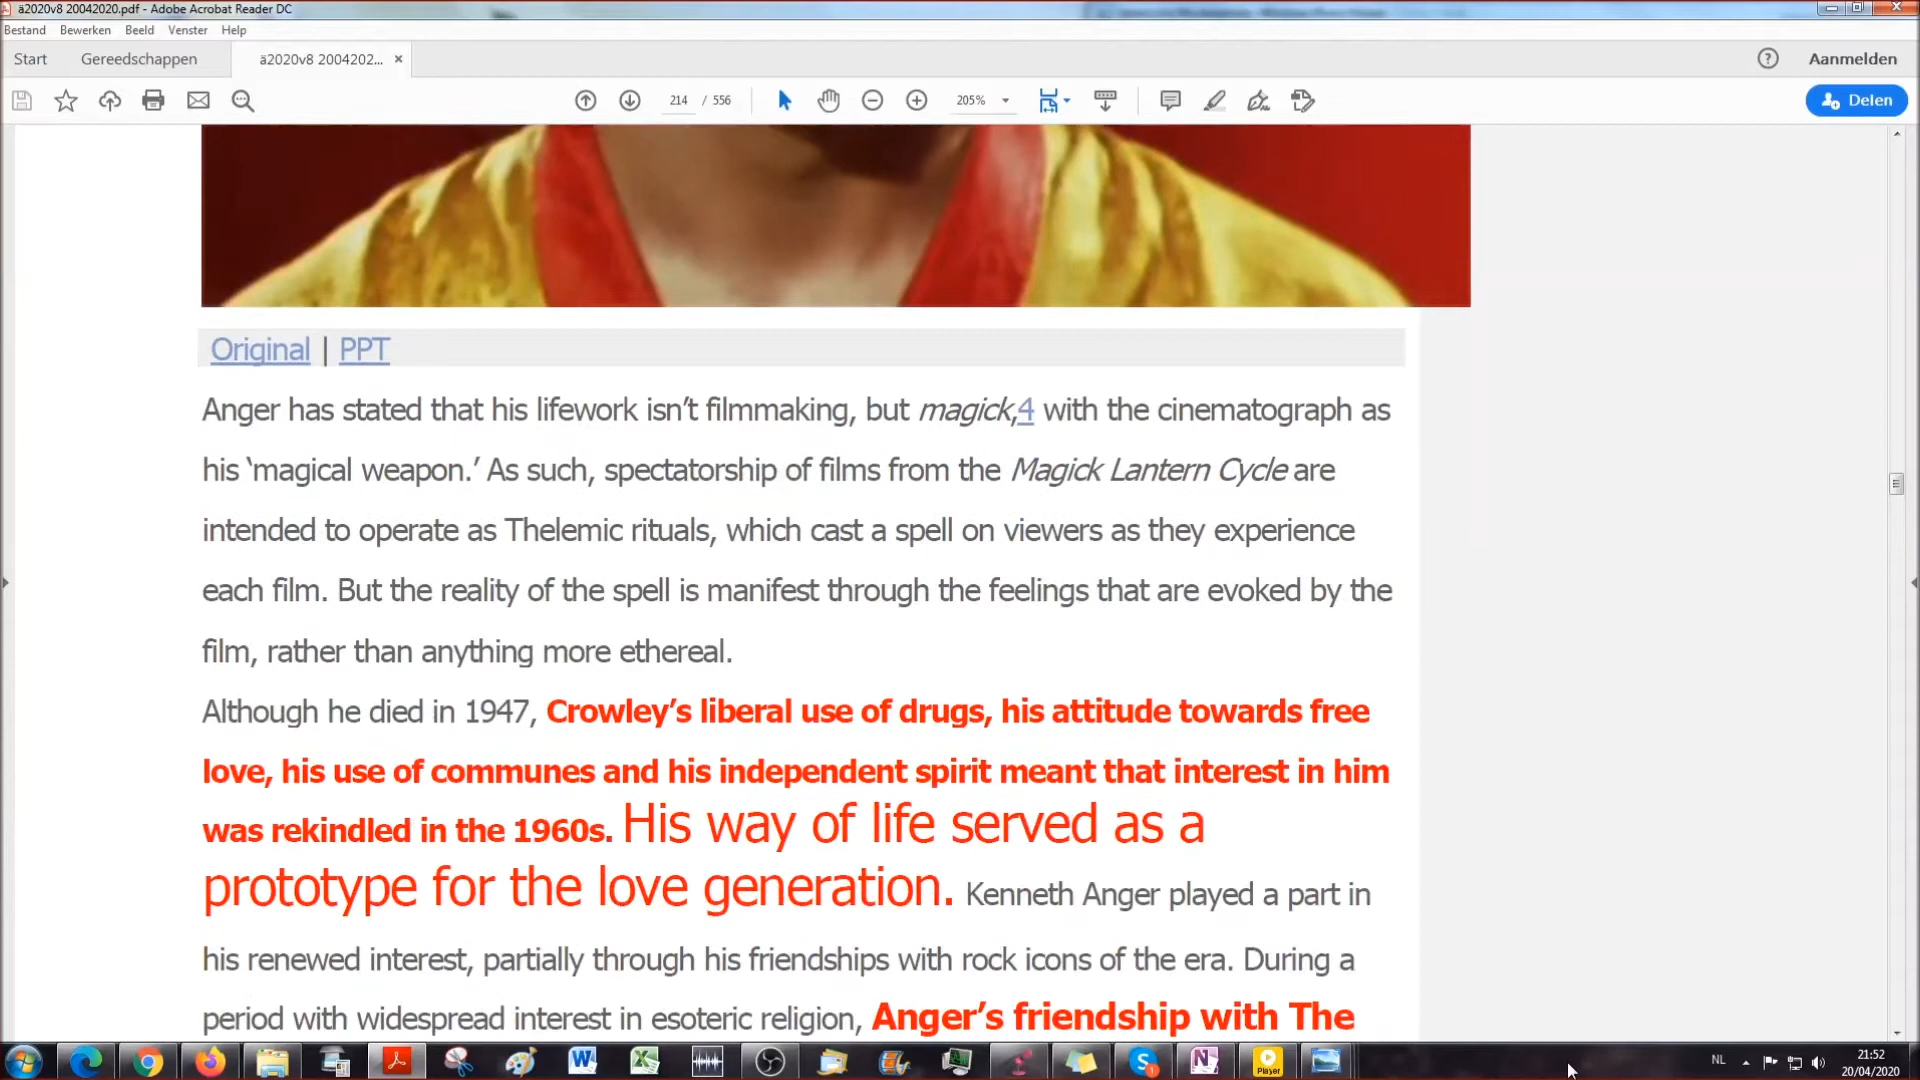 ä2020v8 20042020.pdf - Adobe Acrobat Reader DC
Bestand Bewerken Beeld Venster Help
Start Gereedschappen ä2020v8 2004202... × Aanmelden
214 / 556 205% Delen
Original | PPT
Anger has stated that his lifework isn’t filmmaking, but magick,4 with the cinematograph as
his ‘magical weapon.’ As such, spectatorship of films from the Magick Lantern Cycle are
intended to operate as Thelemic rituals, which cast a spell on viewers as they experience
each film. But the reality of the spell is manifest through the feelings that are evoked by the
film, rather than anything more ethereal.
Although he died in 1947, Crowley’s liberal use of drugs, his attitude towards free
love, his use of communes and his independent spirit meant that interest in him
was rekindled in the 1960s. His way of life served as a
prototype for the love generation. Kenneth Anger played a part in
his renewed interest, partially through his friendships with rock icons of the era. During a
period with widespread interest in esoteric religion, Anger’s friendship with The
NL 21:52
20/04/2020